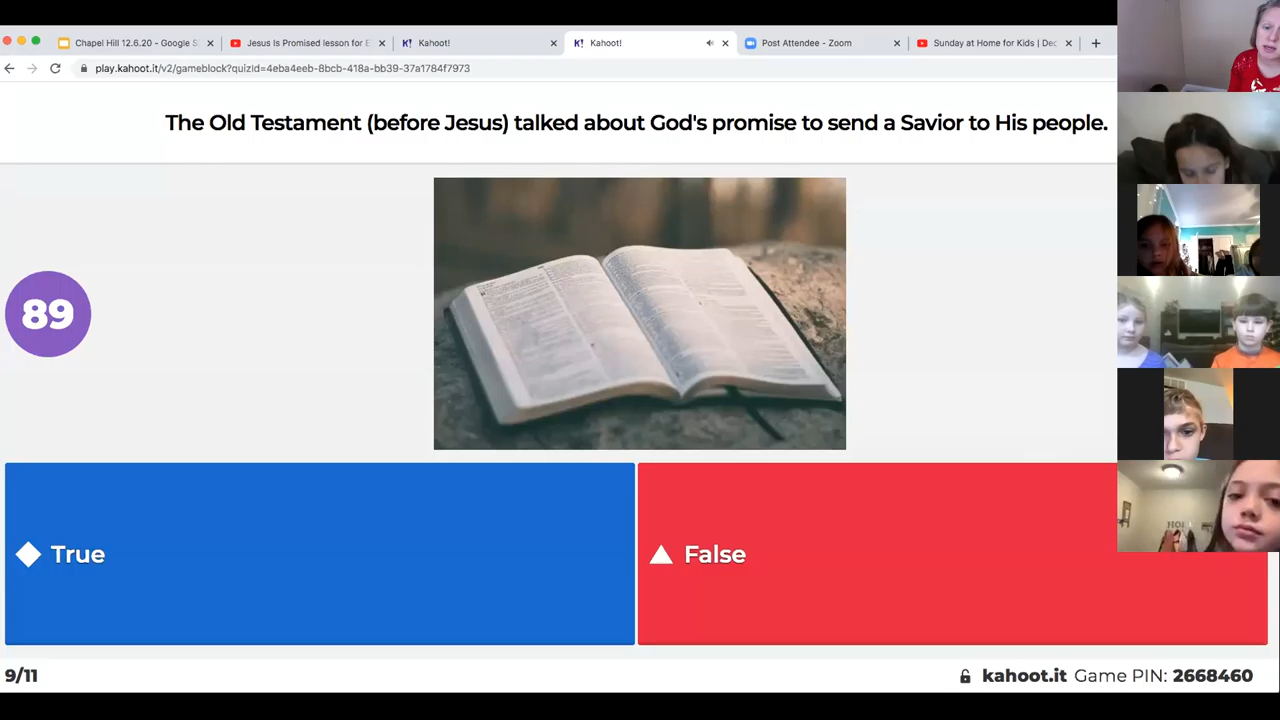 Chapel Hill 12.6.20 - Google S
Jesus Is Promised lesson for E
Kahoot!
Kahoot!
Post Attendee - Zoom
Sunday at Home for Kids | Dec
play.kahoot.it/v2/gameblock?quizId=4eba4eeb-8bcb-418a-bb39-37a1784f7973
The Old Testament (before Jesus) talked about God's promise to send a Savior to His people.
89
True
False
9/11
kahoot.it Game PIN: 2668460